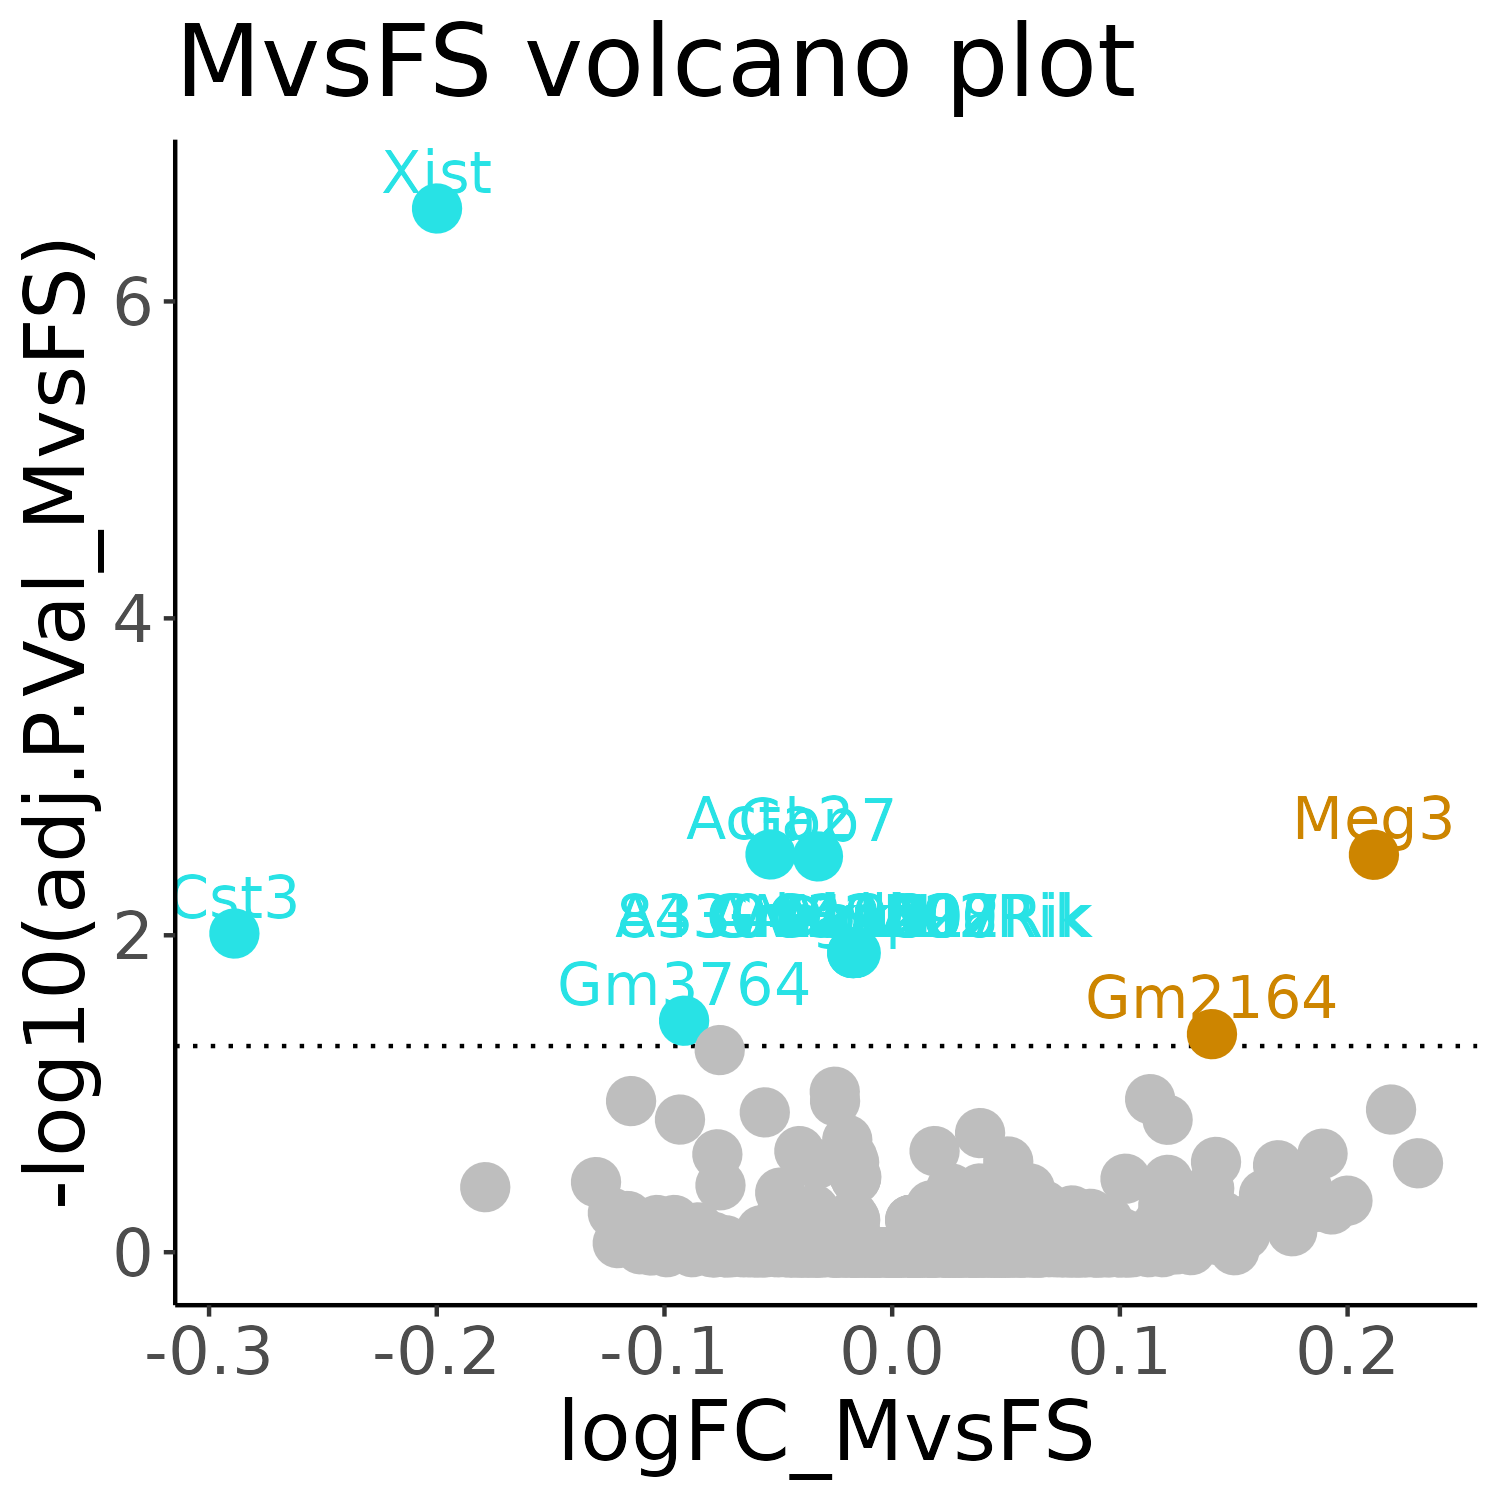 MvsFS volcano plot
-log10(adj.P.Val_MvsFS)
6
4
2
0
Xist
Meg3
Cst3
Gm3764
Gm2164
-0.3
-0.2
-0.1
0.0
0.1
0.2
logFC_MvsFS